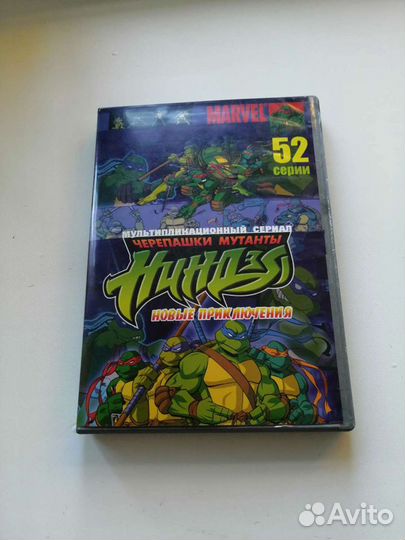 MARVEL
52
серии
МУЛЬТИПЛИКАЦИОННЫЙ СЕРИАЛ
ЧЕРЕПАШКИ МУТАНТЫ
НИНДЗЯ
НОВЫЕ ПРИКЛЮЧЕНИЯ
Avito